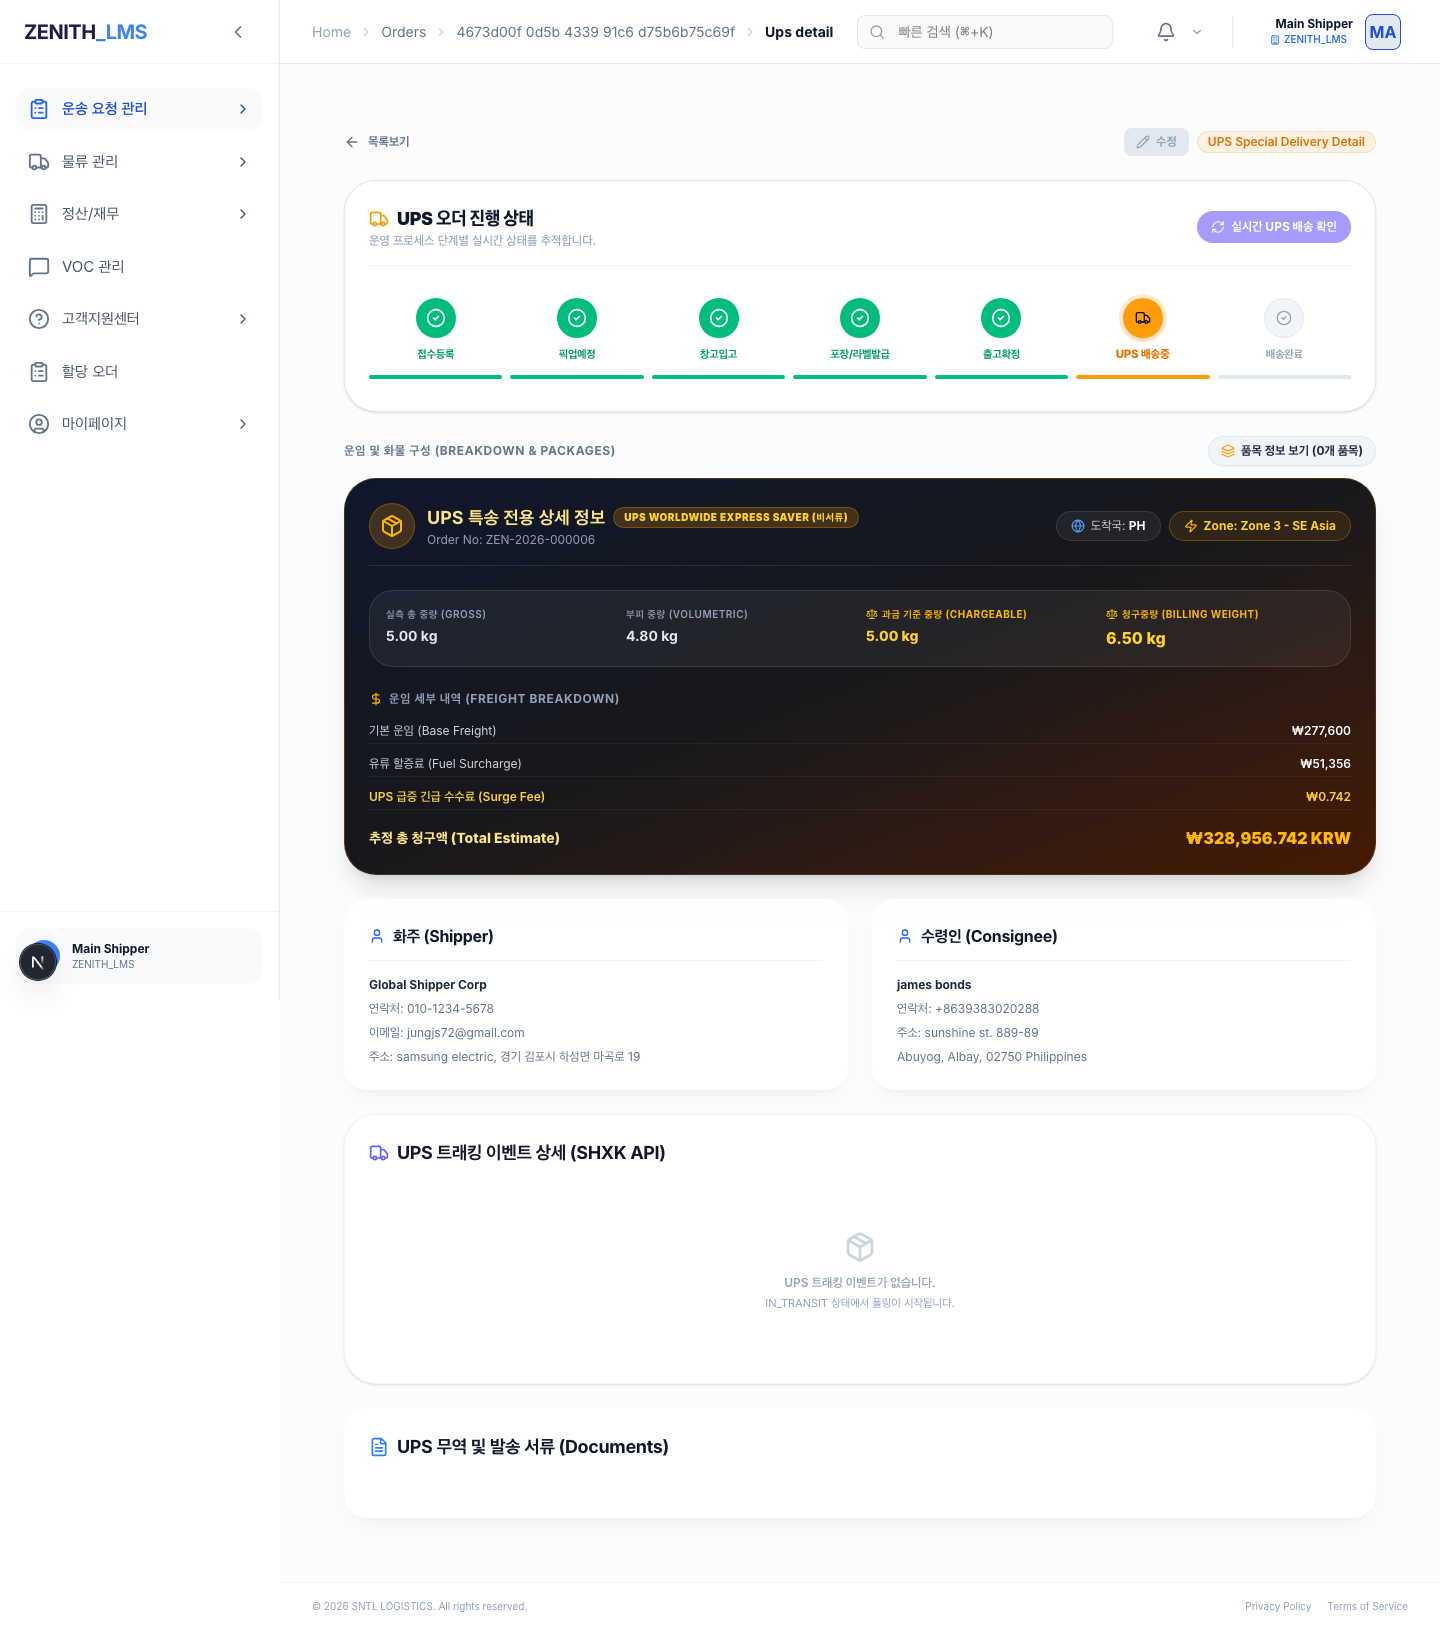 ZENITH_LMS
Home > Orders > 4673d00f 0d5b 4339 91c6 d75b6b75c69f > Ups detail
빠른 검색 (⌘+K)
Main Shipper
ZENITH_LMS
MA
운송 요청 관리
물류 관리
정산/재무
VOC 관리
고객지원센터
할당 오더
마이페이지
N
Main Shipper
ZENITH_LMS
목록보기
수정
UPS Special Delivery Detail
UPS 오더 진행 상태
운영 프로세스 단계별 실시간 상태를 추적합니다.
실시간 UPS 배송 확인
접수등록
픽업예정
창고입고
포장/라벨발급
출고확정
UPS 배송중
배송완료
운임 및 화물 구성 (BREAKDOWN & PACKAGES)
품목 정보 보기 (0개 품목)
UPS 특송 전용 상세 정보
UPS WORLDWIDE EXPRESS SAVER (비서류)
Order No: ZEN-2026-000006
도착국: PH
Zone: Zone 3 - SE Asia
실측 총 중량 (GROSS)
5.00 kg
부피 중량 (VOLUMETRIC)
4.80 kg
과금 기준 중량 (CHARGEABLE)
5.00 kg
청구중량 (BILLING WEIGHT)
6.50 kg
운임 세부 내역 (FREIGHT BREAKDOWN)
기본 운임 (Base Freight) ₩277,600
유류 할증료 (Fuel Surcharge) ₩51,356
UPS 급증 긴급 수수료 (Surge Fee) ₩0.742
추정 총 청구액 (Total Estimate) ₩328,956.742 KRW
화주 (Shipper)
Global Shipper Corp
연락처: 010-1234-5678
이메일: jungjs72@gmail.com
주소: samsung electric, 경기 김포시 하성면 마곡로 19
수령인 (Consignee)
james bonds
연락처: +8639383020288
주소: sunshine st. 889-89
Abuyog, Albay, 02750 Philippines
UPS 트래킹 이벤트 상세 (SHXK API)
UPS 트래킹 이벤트가 없습니다.
IN_TRANSIT 상태에서 폴링이 시작됩니다.
UPS 무역 및 발송 서류 (Documents)
© 2026 SNTL LOGISTICS. All rights reserved.
Privacy Policy
Terms of Service